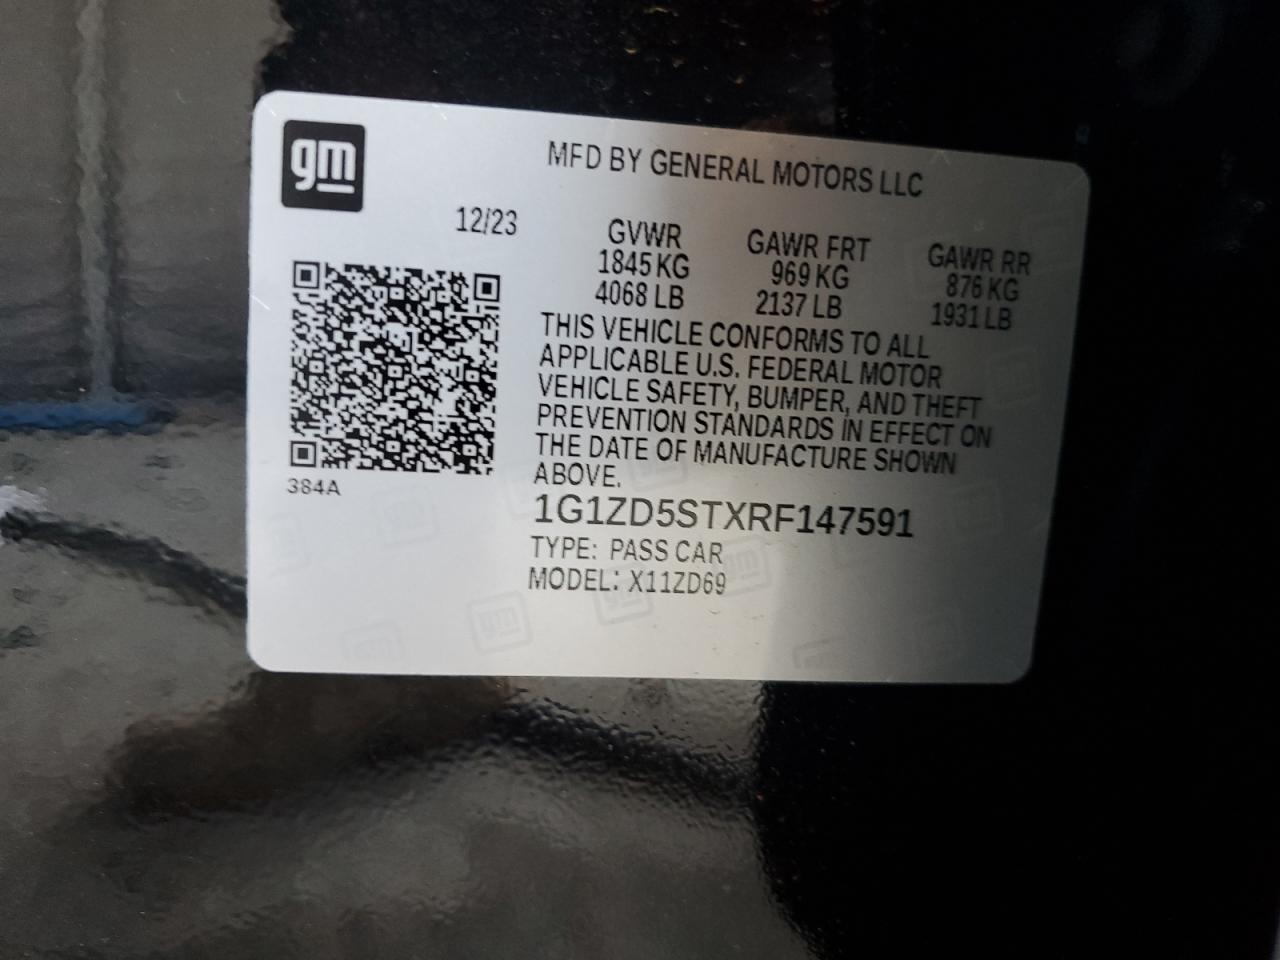 gm
MFD BY GENERAL MOTORS LLC
12/23
GVWR GAWR FRT GAWR RR
1845 KG 969 KG 876 KG
4068 LB 2137 LB 1931 LB
THIS VEHICLE CONFORMS TO ALL
APPLICABLE U.S. FEDERAL MOTOR
VEHICLE SAFETY, BUMPER, AND THEFT
PREVENTION STANDARDS IN EFFECT ON
THE DATE OF MANUFACTURE SHOWN
ABOVE.
384A
1G1ZD5STXRF147591
TYPE: PASS CAR
MODEL: X11ZD69